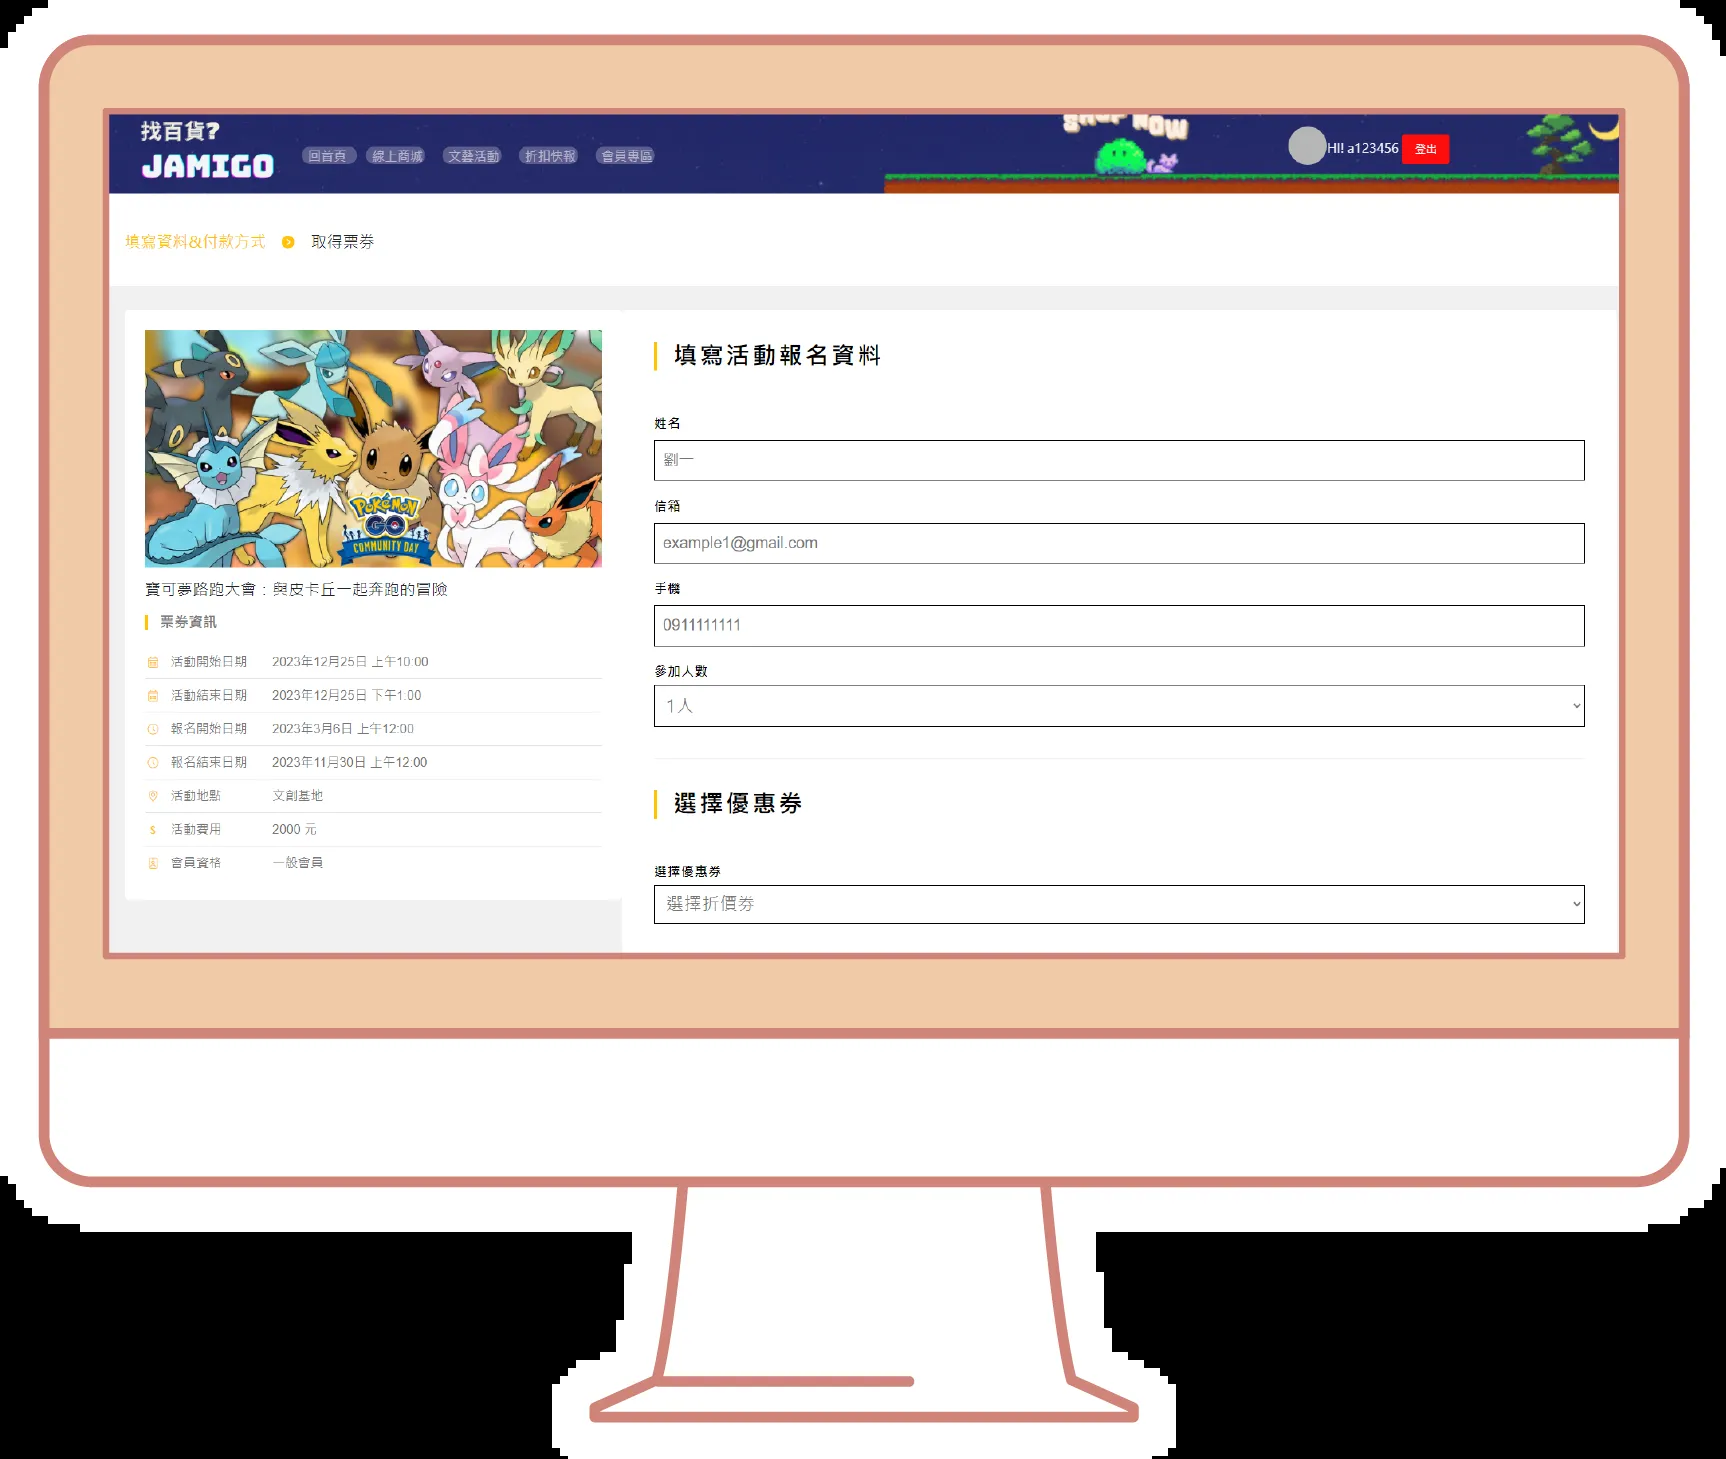 找百貨?
JAMIGO
回首頁 線上商城 文藝活動 折扣快報 會員專區
SHOP NOW
HI! a123456 登出
填寫資料&付款方式 取得票券
Pokémon
GO
COMMUNITY DAY
寶可夢路跑大會：與皮卡丘一起奔跑的冒險
票券資訊
活動開始日期 2023年12月25日 上午10:00
活動結束日期 2023年12月25日 下午1:00
報名開始日期 2023年3月6日 上午12:00
報名結束日期 2023年11月30日 上午12:00
活動地點 文創基地
活動費用 2000 元
會員資格 一般會員
填寫活動報名資料
姓名
劉一
信箱
example1@gmail.com
手機
0911111111
參加人數
1人
選擇優惠券
選擇優惠券
選擇折價券